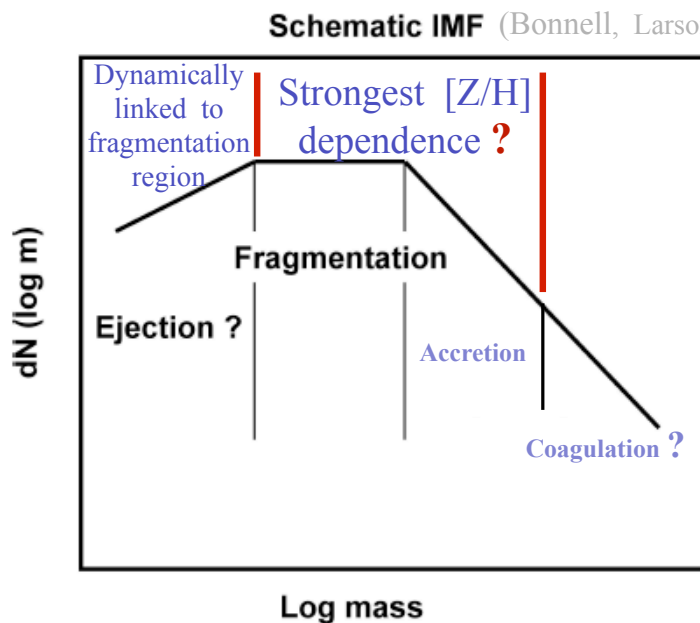 Schematic IMF (Bonnell, Larso
Dynamically
linked to
fragmentation
region
Strongest [Z/H]
dependence ?
Fragmentation
Ejection ?
Accretion
Coagulation ?
dN (log m)
Log mass